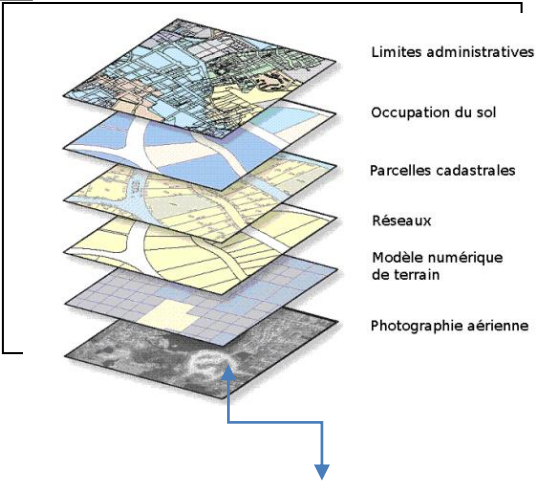 Limites administratives
Occupation du sol
Parcelles cadastrales
Réseaux
Modèle numérique
de terrain
Photographie aérienne